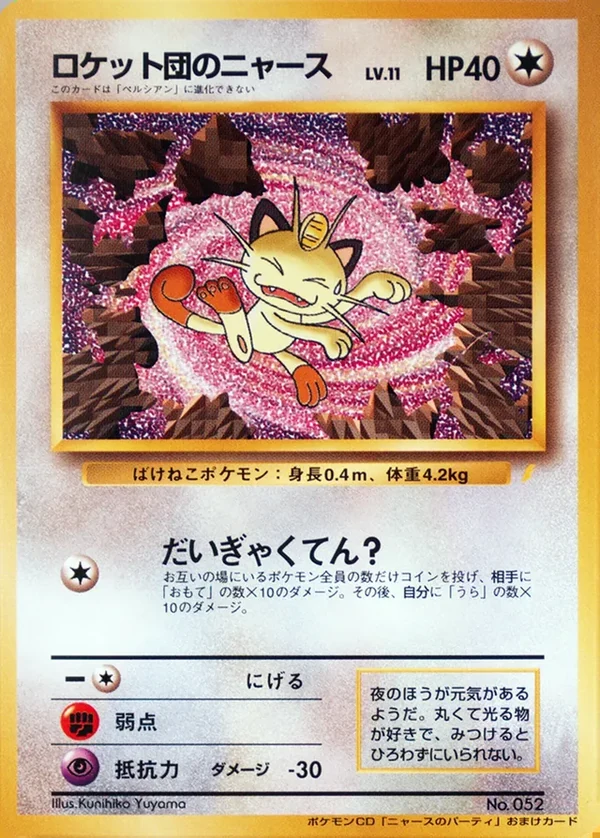 ロケット団のニャース LV.11 HP40
このカードは「ペルシアン」に進化できない
ばけねこポケモン：身長0.4m、体重4.2kg
だいぎゃくてん？
お互いの場にいるポケモン全員の数だけコインを投げ、相手に
「おもて」の数×10のダメージ。その後、自分に「うら」の数×
10のダメージ。
にげる
弱点
抵抗力 ダメージ -30
夜のほうが元気がある
ようだ。丸くて光る物
が好きで、みつけると
ひろわずにいられない。
Illus.Kunihiko Yuyama
No.052
ポケモンCD「ニャースのパーティ」おまけカード